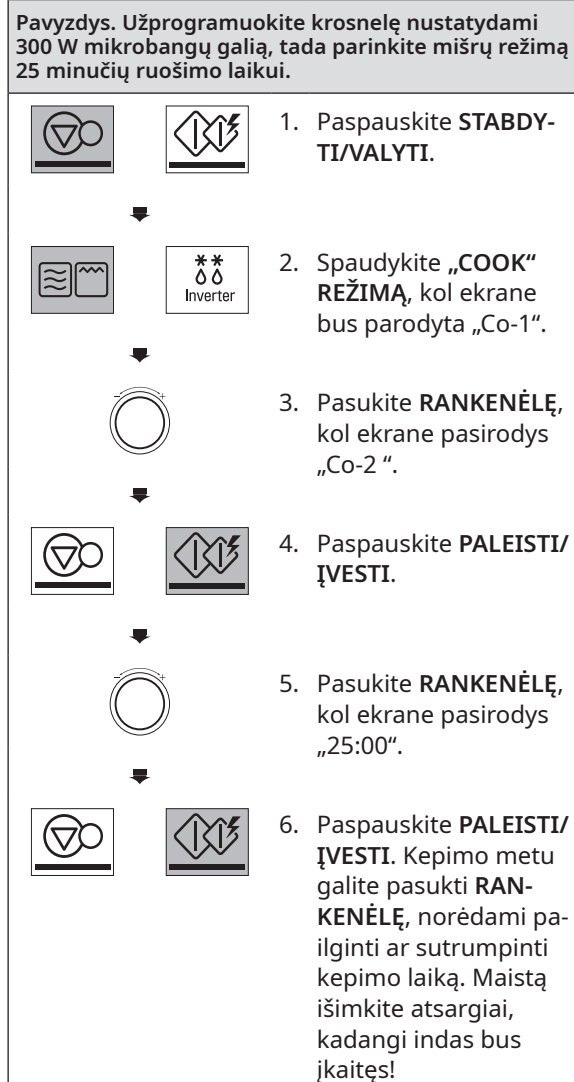 Pavyzdys. Užprogramuokite krosnelę nustatydami
300 W mikrobangų galią, tada parinkite mišrų režimą
25 minučių ruošimo laikui.
1. Paspauskite STABDY-
TI/VALYTI.
Inverter
2. Spaudykite „COOK“
REŽIMĄ, kol ekrane
bus parodyta „Co-1“.
- +
3. Pasukite RANKENĖLĘ,
kol ekrane pasirodys
„Co-2 “.
4. Paspauskite PALEISTI/
ĮVESTI.
- +
5. Pasukite RANKENĖLĘ,
kol ekrane pasirodys
„25:00“.
6. Paspauskite PALEISTI/
ĮVESTI. Kepimo metu
galite pasukti RAN-
KENĖLĘ, norėdami pa-
ilginti ar sutrumpinti
kepimo laiką. Maistą
išimkite atsargiai,
kadangi indas bus
įkaitęs!